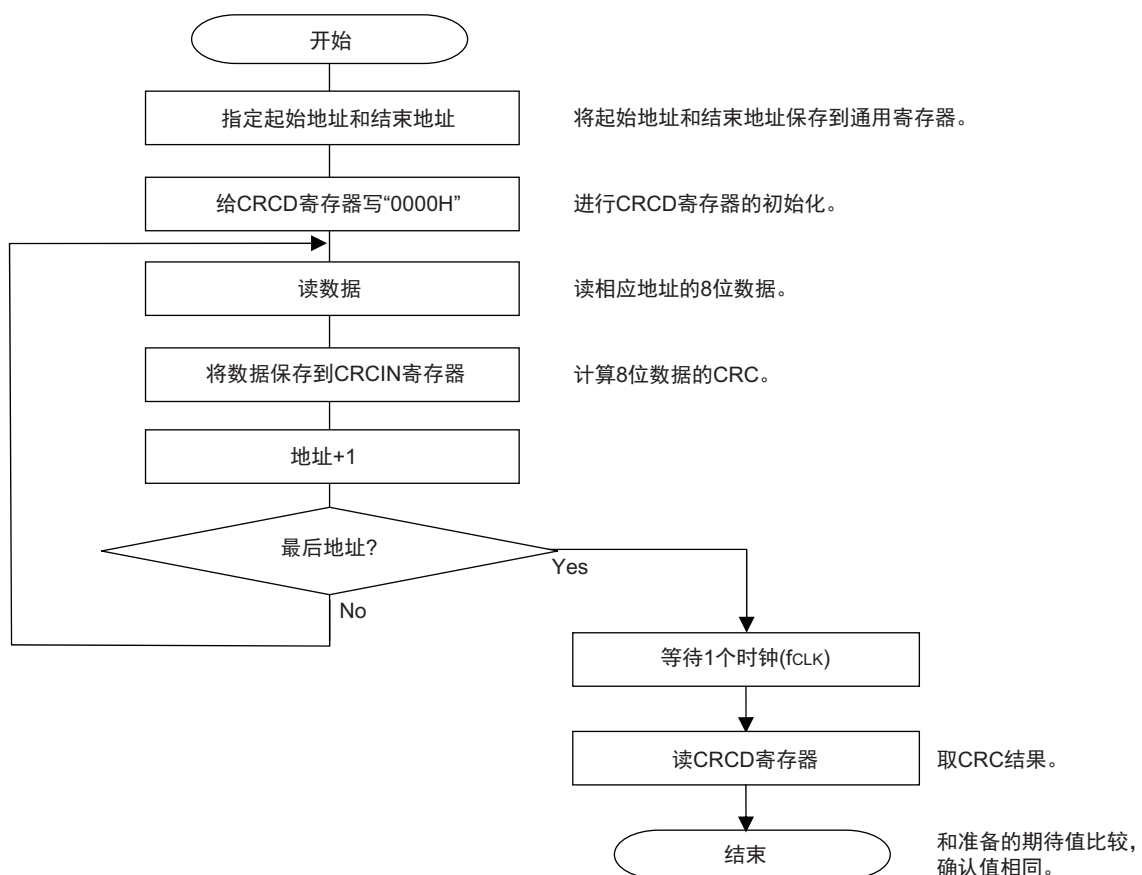 开始
指定起始地址和结束地址
将起始地址和结束地址保存到通用寄存器。
给CRCD寄存器写“0000H”
进行CRCD寄存器的初始化。
读数据
读相应地址的8位数据。
将数据保存到CRCIN寄存器
计算8位数据的CRC。
地址+1
最后地址?
Yes
No
等待1个时钟(fCLK)
读CRCD寄存器
取CRC结果。
结束
和准备的期待值比较，
确认值相同。